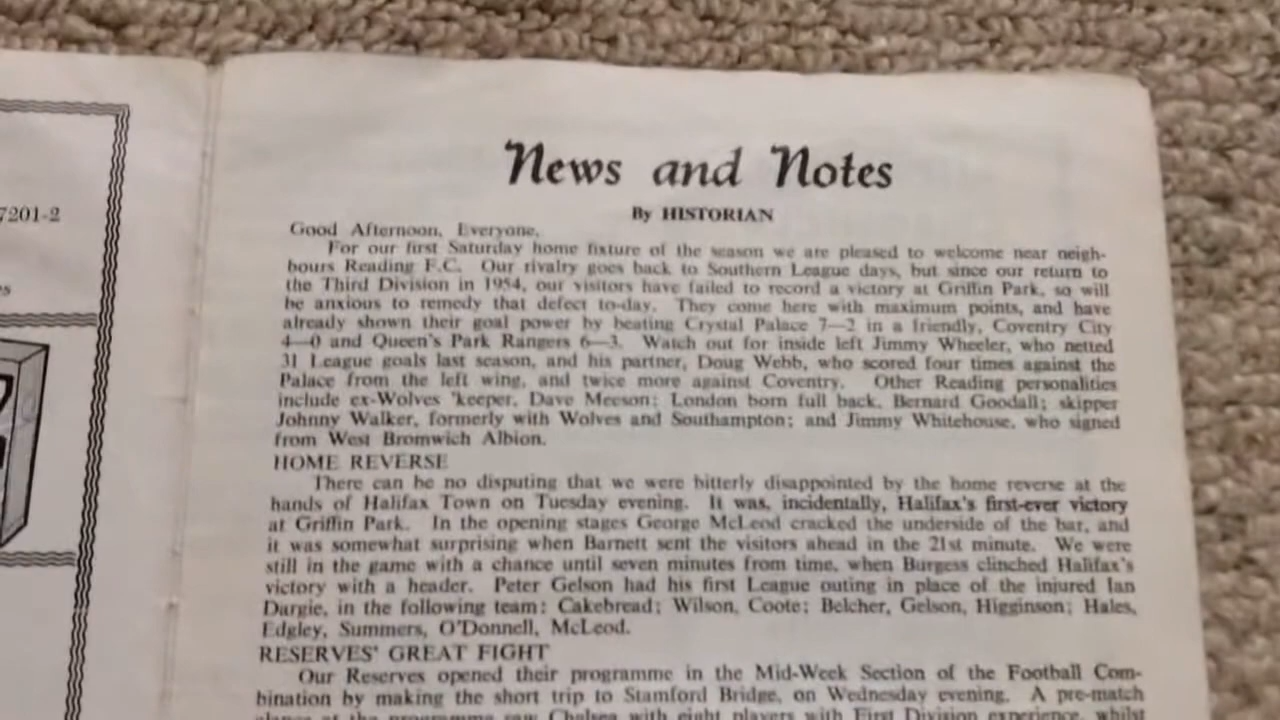 7201-2
News and Notes
By HISTORIAN
Good Afternoon, Everyone,
For our first Saturday home fixture of the season we are pleased to welcome near neigh-
bours Reading F.C. Our rivalry goes back to Southern League days, but since our return to
the Third Division in 1954, our visitors have failed to record a victory at Griffin Park, so will
be anxious to remedy that defect to-day. They come here with maximum points, and have
already shown their goal power by beating Crystal Palace 7—2 in a friendly, Coventry City
4—0 and Queen's Park Rangers 6—3. Watch out for inside left Jimmy Wheeler, who netted
31 League goals last season, and his partner, Doug Webb, who scored four times against the
Palace from the left wing, and twice more against Coventry. Other Reading personalities
include ex-Wolves 'keeper, Dave Meeson; London born full back, Bernard Goodall; skipper
Johnny Walker, formerly with Wolves and Southampton; and Jimmy Whitehouse, who signed
from West Bromwich Albion.
HOME REVERSE
There can be no disputing that we were bitterly disappointed by the home reverse at the
hands of Halifax Town on Tuesday evening. It was, incidentally, Halifax's first-ever victory
at Griffin Park. In the opening stages George McLeod cracked the underside of the bar, and
it was somewhat surprising when Barnett sent the visitors ahead in the 21st minute. We were
still in the game with a chance until seven minutes from time, when Burgess clinched Halifax's
victory with a header. Peter Gelson had his first League outing in place of the injured Ian
Dargie, in the following team: Cakebread; Wilson, Coote; Belcher, Gelson, Higginson; Hales,
Edgley, Summers, O'Donnell, McLeod.
RESERVES' GREAT FIGHT
Our Reserves opened their programme in the Mid-Week Section of the Football Com-
bination by making the short trip to Stamford Bridge, on Wednesday evening. A pre-match
glance at the programme saw Chelsea with eight players with First Division experience, whilst